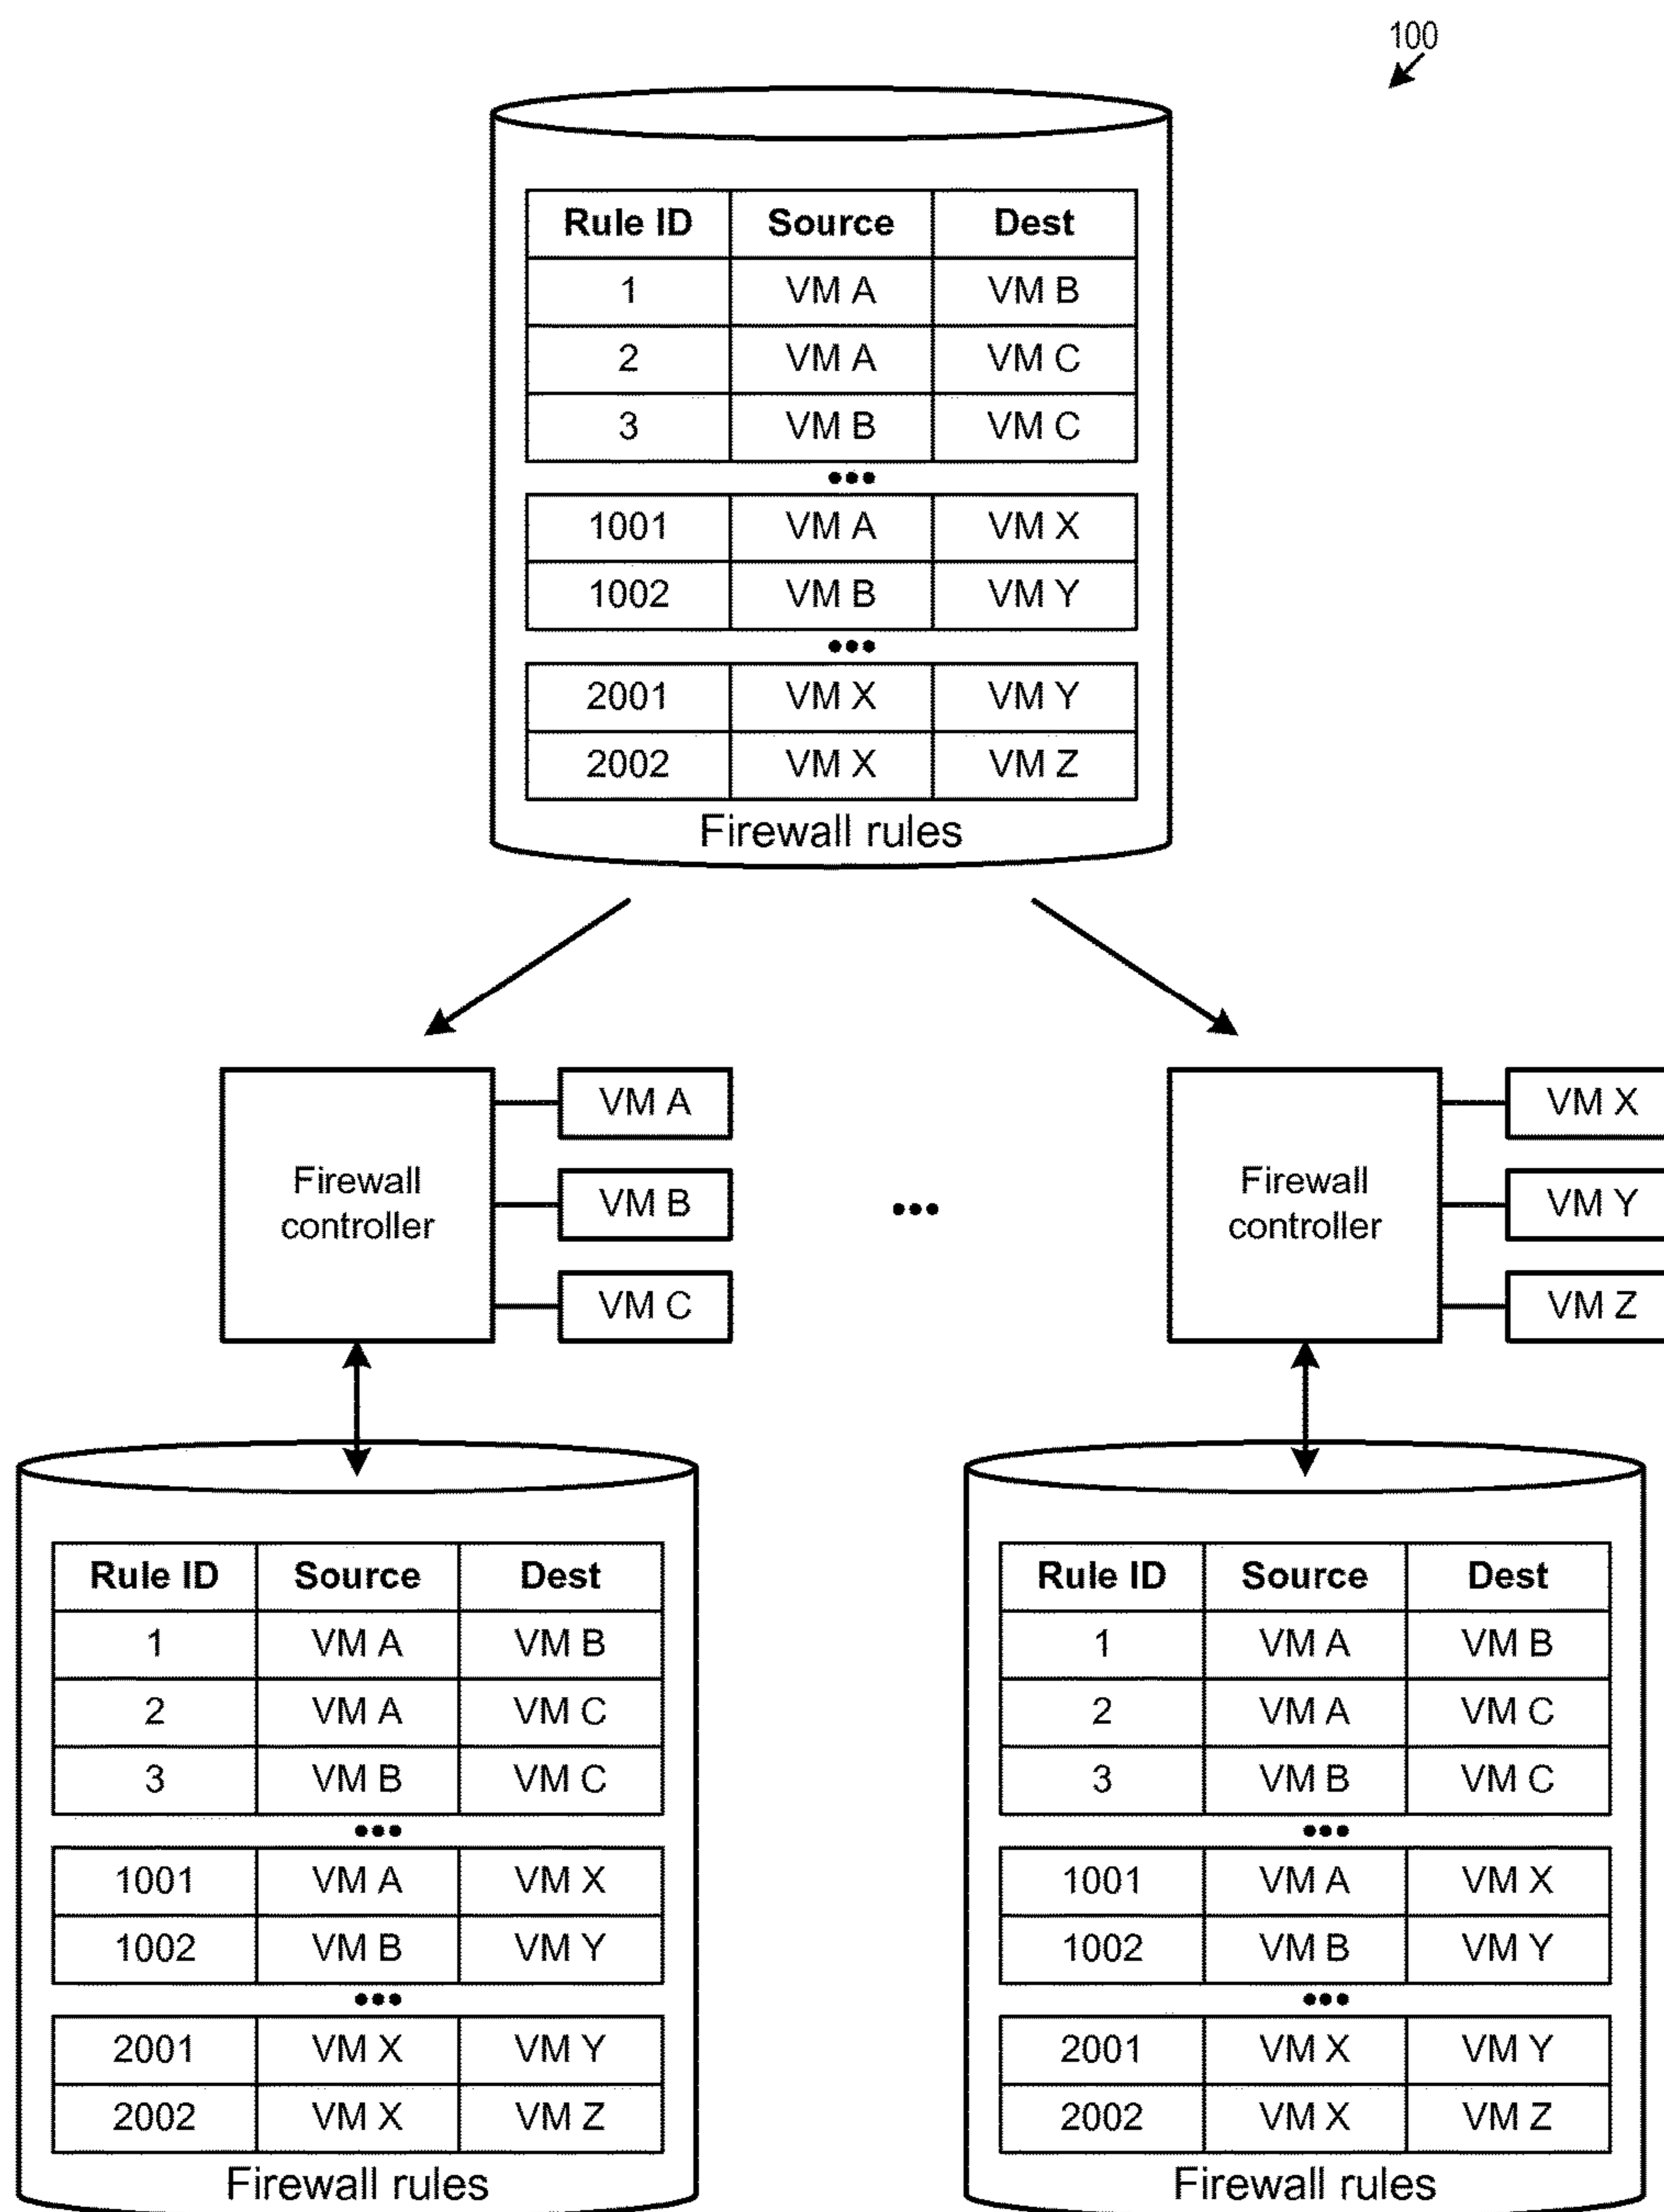 100
Rule ID Source Dest
1 VM A VM B
2 VM A VM C
3 VM B VM C
•••
1001 VM A VM X
1002 VM B VM Y
•••
2001 VM X VM Y
2002 VM X VM Z
Firewall rules
Firewall
controller
VM A
VM B
VM C
•••
Firewall
controller
VM X
VM Y
VM Z
Rule ID Source Dest
1 VM A VM B
2 VM A VM C
3 VM B VM C
•••
1001 VM A VM X
1002 VM B VM Y
•••
2001 VM X VM Y
2002 VM X VM Z
Firewall rules
Rule ID Source Dest
1 VM A VM B
2 VM A VM C
3 VM B VM C
•••
1001 VM A VM X
1002 VM B VM Y
•••
2001 VM X VM Y
2002 VM X VM Z
Firewall rules